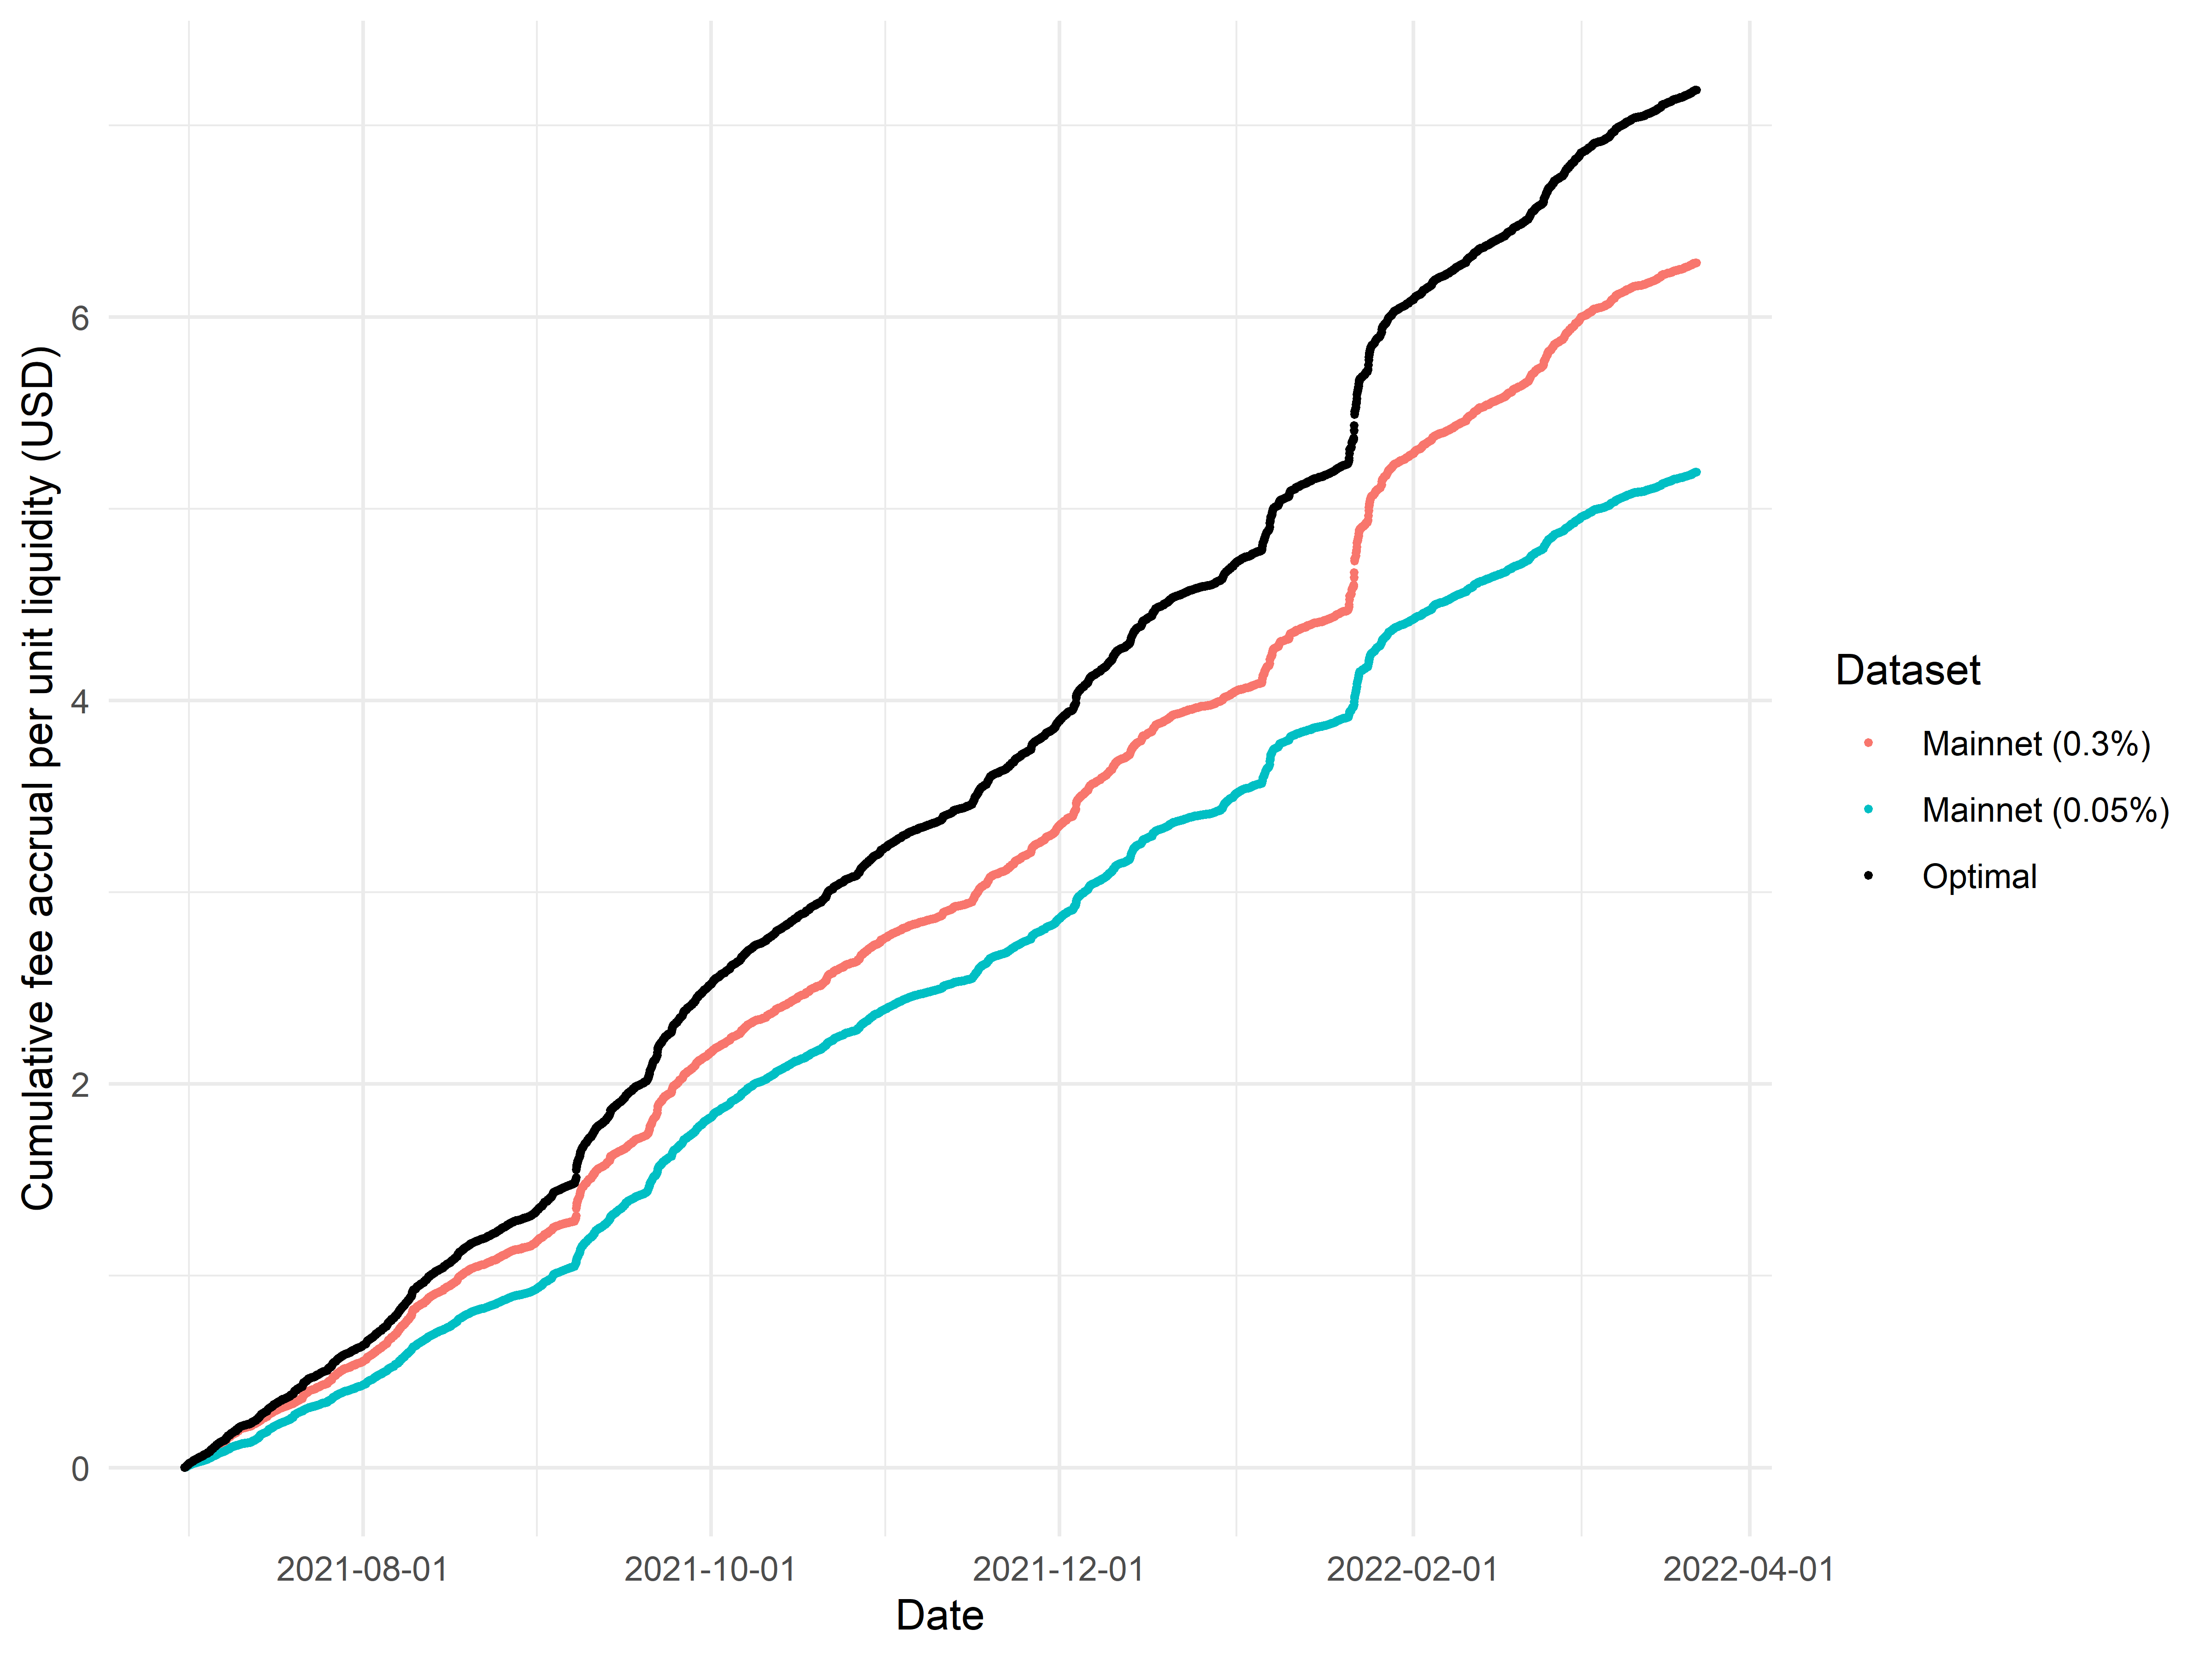 Cumulative fee accrual per unit liquidity (USD)
6
4
2
0
2021-08-01
2021-10-01
2021-12-01
2022-02-01
2022-04-01
Date
Dataset
Mainnet (0.3%)
Mainnet (0.05%)
Optimal